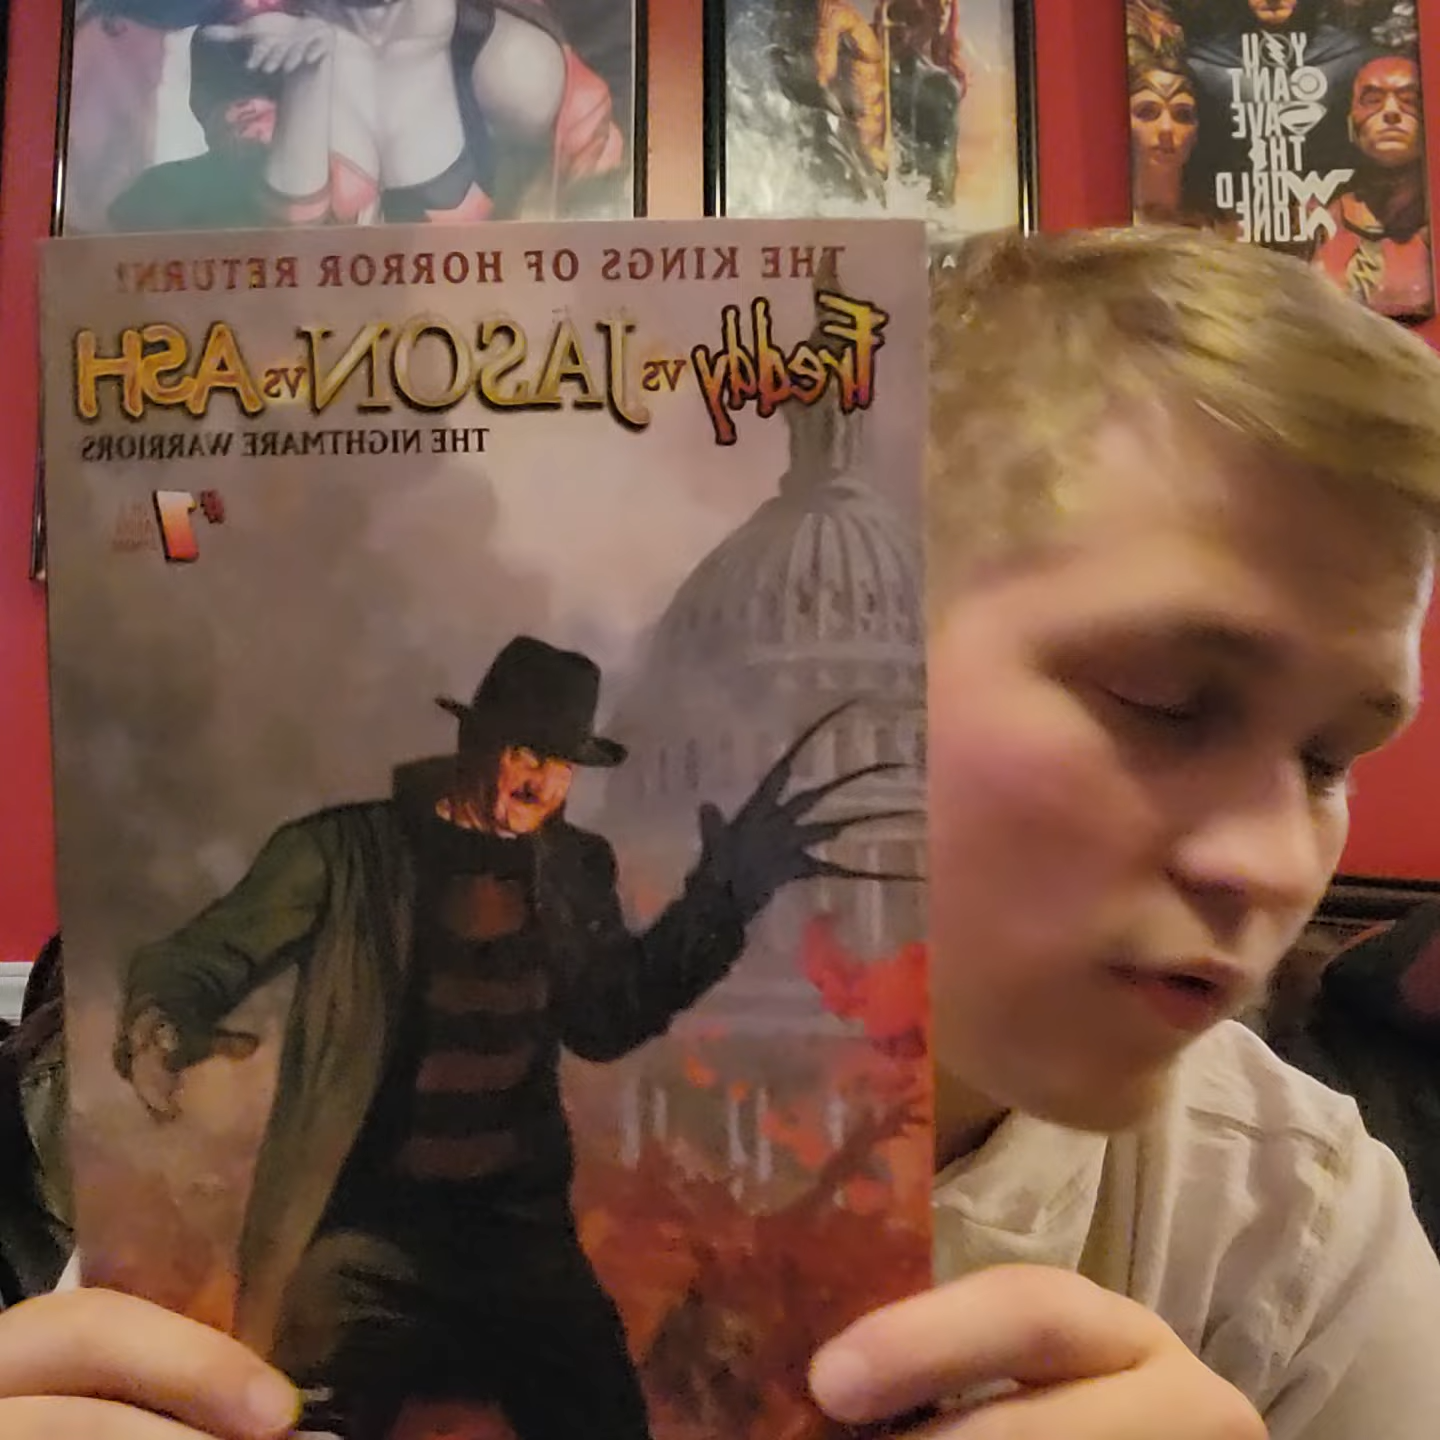 THE KINGS OF HORROR RETURN!
Freddy vs JASON vs ASH
THE NIGHTMARE WARRIORS
#1
YOU
CAN'T
SAVE
THE
WORLD
ALONE